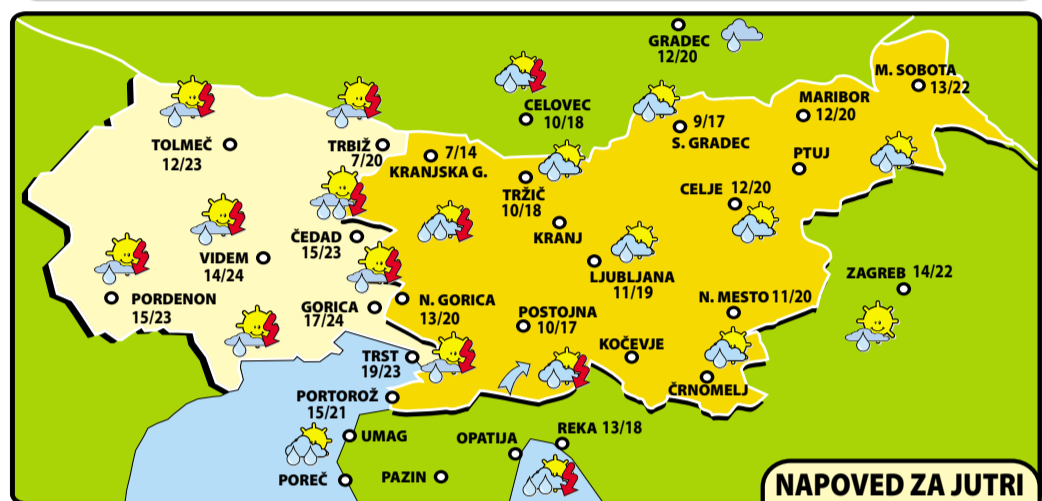 GRADEC
12/20
M. SOBOTA
13/22
CELOVEC
10/18
MARIBOR
12/20
9/17
S. GRADEC
TOLMEČ
12/23
TRBIŽ
7/20
7/14
KRANJSKA G.
PTUJ
TRŽIČ
10/18
CELJE 12/20
KRANJ
ČEDAD
15/23
VIDEM
14/24
LJUBLJANA
11/19
ZAGREB 14/22
PORDENON
15/23
GORICA
17/24
N. GORICA
13/20
POSTOJNA
10/17
N. MESTO 11/20
TRST
19/23
KOČEVJE
ČRNOMELJ
PORTOROŽ
15/21
UMAG
OPATIJA
REKA 13/18
POREČ
PAZIN
NAPOVED ZA JUTRI